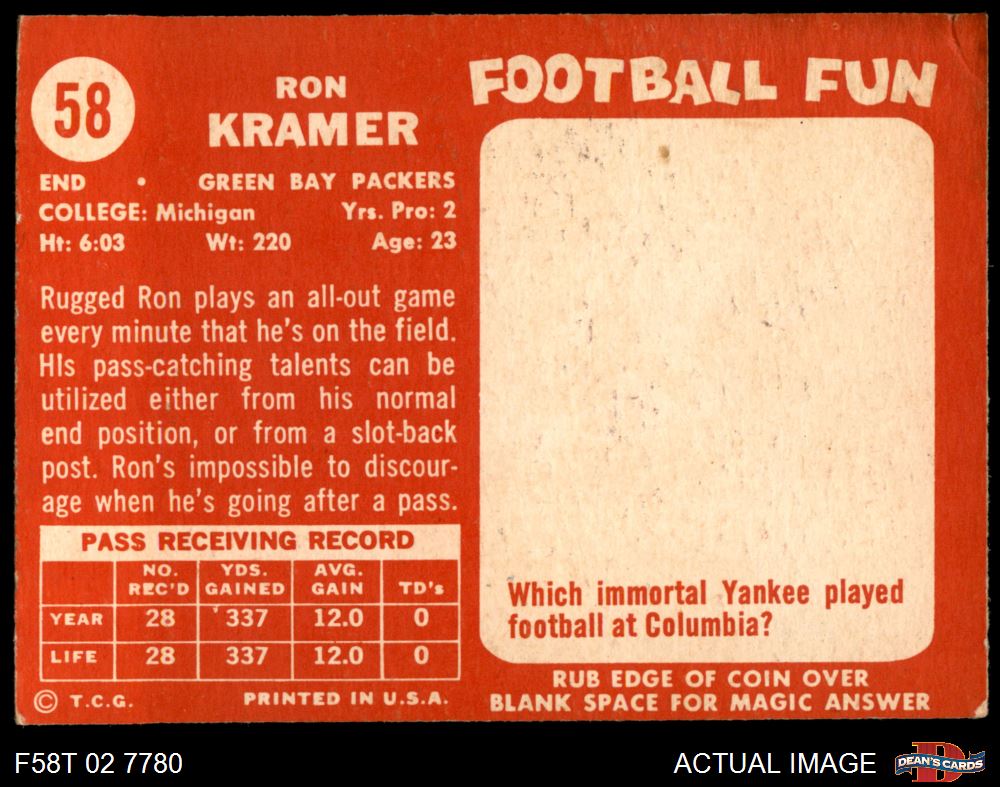 58
RON
KRAMER
END • GREEN BAY PACKERS
COLLEGE: Michigan Yrs. Pro: 2
Ht: 6:03 Wt: 220 Age: 23
Rugged Ron plays an all-out game
every minute that he's on the field.
HIs pass-catching talents can be
utilized either from his normal
end position, or from a slot-back
post. Ron's impossible to discour-
age when he's going after a pass.
PASS RECEIVING RECORD
NO. YDS. AVG.
REC'D GAINED GAIN TD's
YEAR 28 337 12.0 0
LIFE 28 337 12.0 0
© T.C.G. PRINTED IN U.S.A.
FOOTBALL FUN
Which immortal Yankee played
football at Columbia?
RUB EDGE OF COIN OVER
BLANK SPACE FOR MAGIC ANSWER
F58T 02 7780
ACTUAL IMAGE
D
DEAN'S CARDS